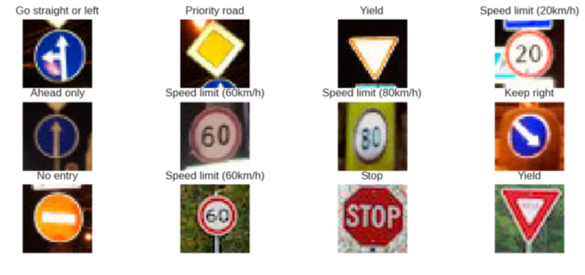 Go straight or left
Priority road
Yield
Speed limit (20km/h)
20
Ahead only
Speed limit (60km/h)
60
Speed limit (80km/h)
80
Keep right
No entry
Speed limit (60km/h)
60
Stop
STOP
Yield